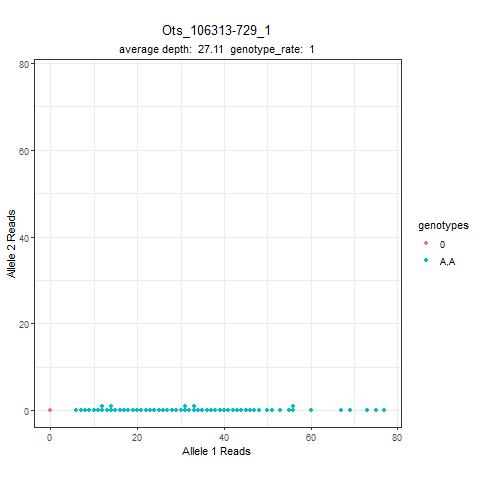 Ots_106313-729_1
average depth: 27.11 genotype_rate: 1
80
60
40
20
0
Allele 2 Reads
0 20 40 60 80
Allele 1 Reads
genotypes
0
A,A